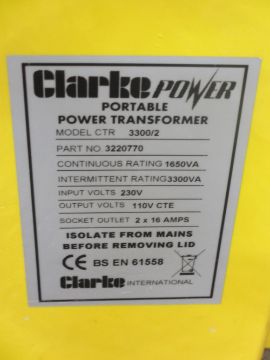 Clarke POWER
PORTABLE
POWER TRANSFORMER
MODEL CTR 3300/2
PART NO 3220770
CONTINUOUS RATING 1650VA
INTERMITTENT RATING 3300VA
INPUT VOLTS 230V
OUTPUT VOLTS 110V CTE
SOCKET OUTLET 2 x 16 AMPS
ISOLATE FROM MAINS
BEFORE REMOVING LID
CE BS EN 61558
Clarke INTERNATIONAL